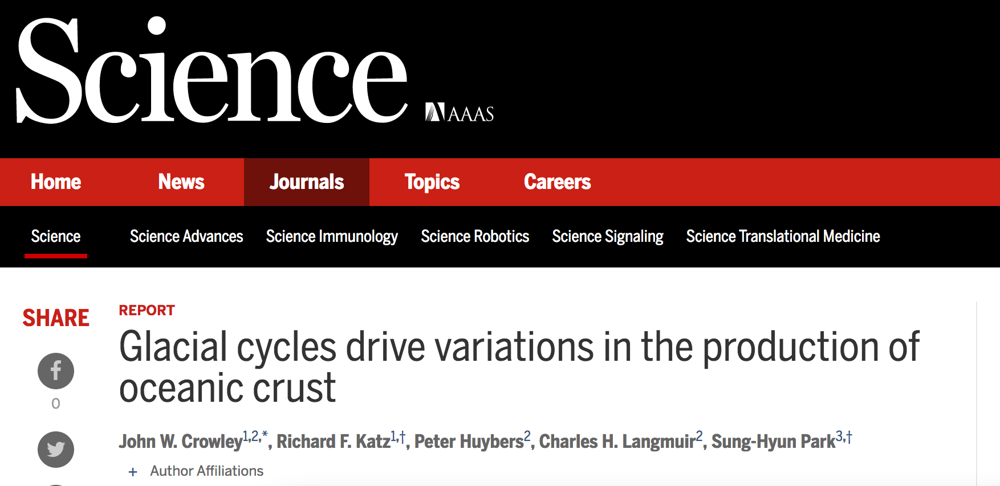 Science
AAAS
Home News Journals Topics Careers
Science Science Advances Science Immunology Science Robotics Science Signaling Science Translational Medicine
SHARE
0
REPORT
Glacial cycles drive variations in the production of
oceanic crust
John W. Crowley1,2,*, Richard F. Katz1,†, Peter Huybers2, Charles H. Langmuir2, Sung-Hyun Park3,†
+ Author Affiliations